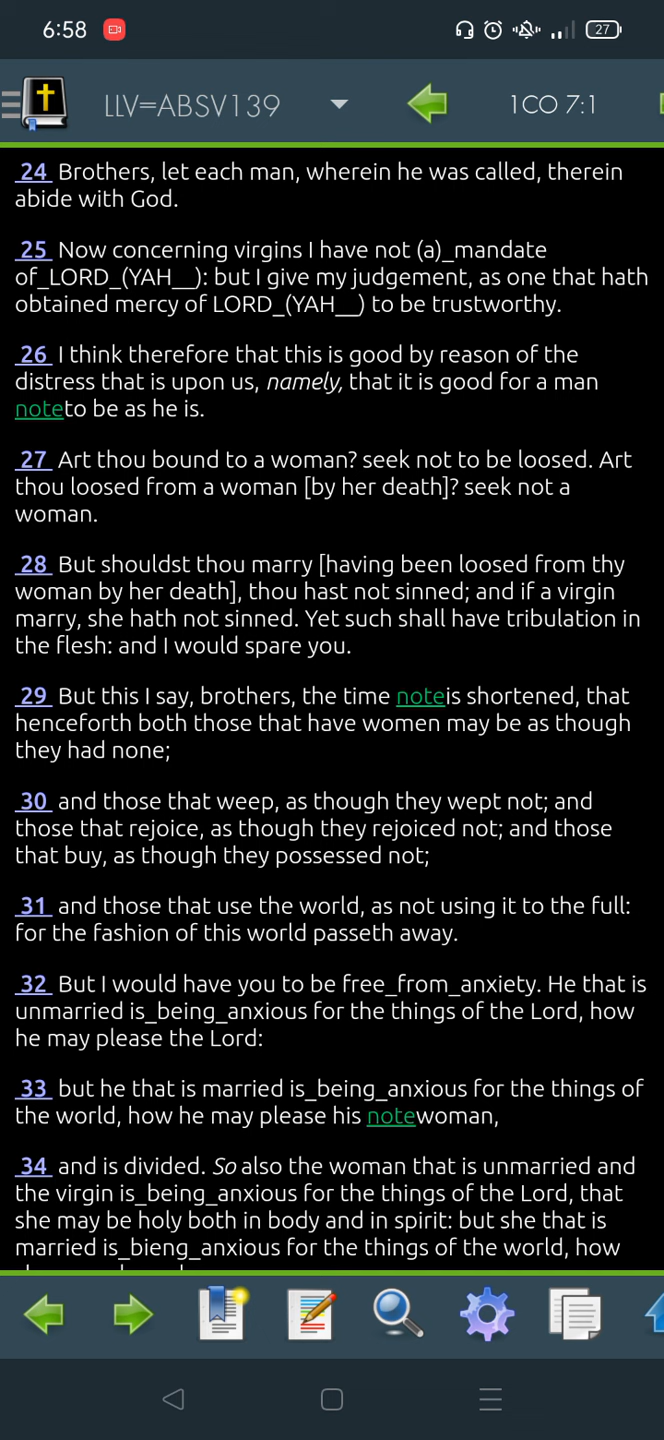 6:58
27
LLV=ABSV139
1CO 7:1
24 Brothers, let each man, wherein he was called, therein
abide with God.
25 Now concerning virgins I have not (a)_mandate
of_LORD_(YAH__): but I give my judgement, as one that hath
obtained mercy of LORD_(YAH__) to be trustworthy.
26 I think therefore that this is good by reason of the
distress that is upon us, namely, that it is good for a man
noteto be as he is.
27 Art thou bound to a woman? seek not to be loosed. Art
thou loosed from a woman [by her death]? seek not a
woman.
28 But shouldst thou marry [having been loosed from thy
woman by her death], thou hast not sinned; and if a virgin
marry, she hath not sinned. Yet such shall have tribulation in
the flesh: and I would spare you.
29 But this I say, brothers, the time noteis shortened, that
henceforth both those that have women may be as though
they had none;
30 and those that weep, as though they wept not; and
those that rejoice, as though they rejoiced not; and those
that buy, as though they possessed not;
31 and those that use the world, as not using it to the full:
for the fashion of this world passeth away.
32 But I would have you to be free_from_anxiety. He that is
unmarried is_being_anxious for the things of the Lord, how
he may please the Lord:
33 but he that is married is_being_anxious for the things of
the world, how he may please his notewoman,
34 and is divided. So also the woman that is unmarried and
the virgin is_being_anxious for the things of the Lord, that
she may be holy both in body and in spirit: but she that is
married is_bieng_anxious for the things of the world, how